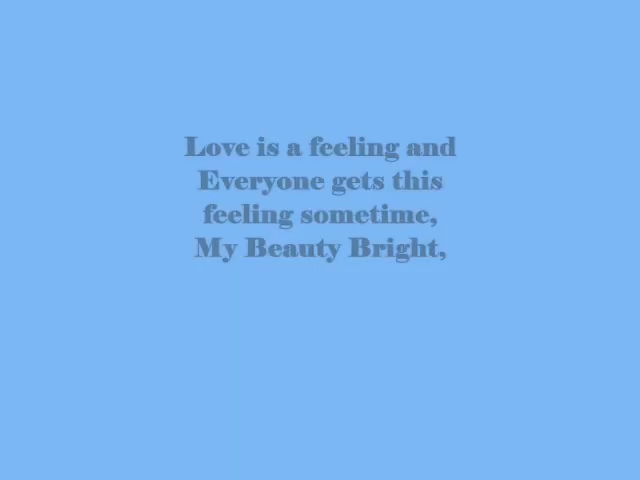 Love is a feeling and
Everyone gets this
feeling sometime,
My Beauty Bright,